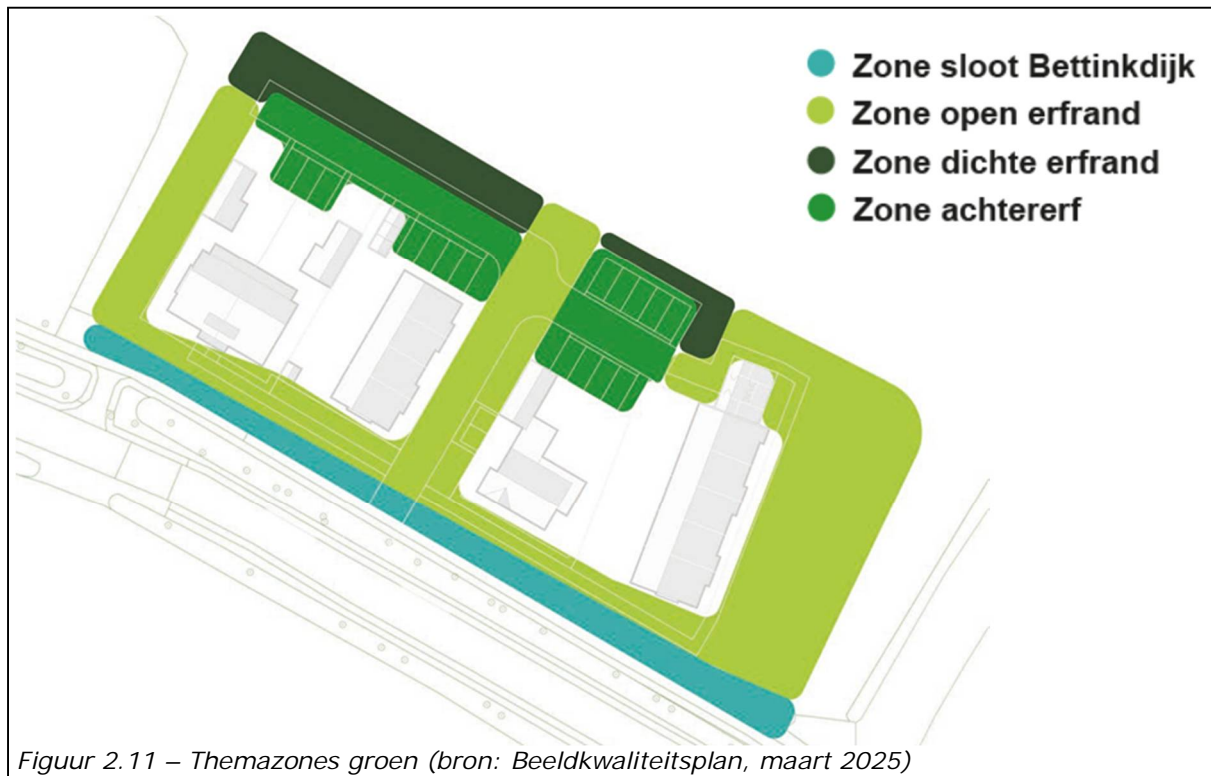 Zone sloot Bettinkdijk
Zone open erfrand
Zone dichte erfrand
Zone achtererf
Figuur 2.11 – Themazones groen (bron: Beeldkwaliteitsplan, maart 2025)